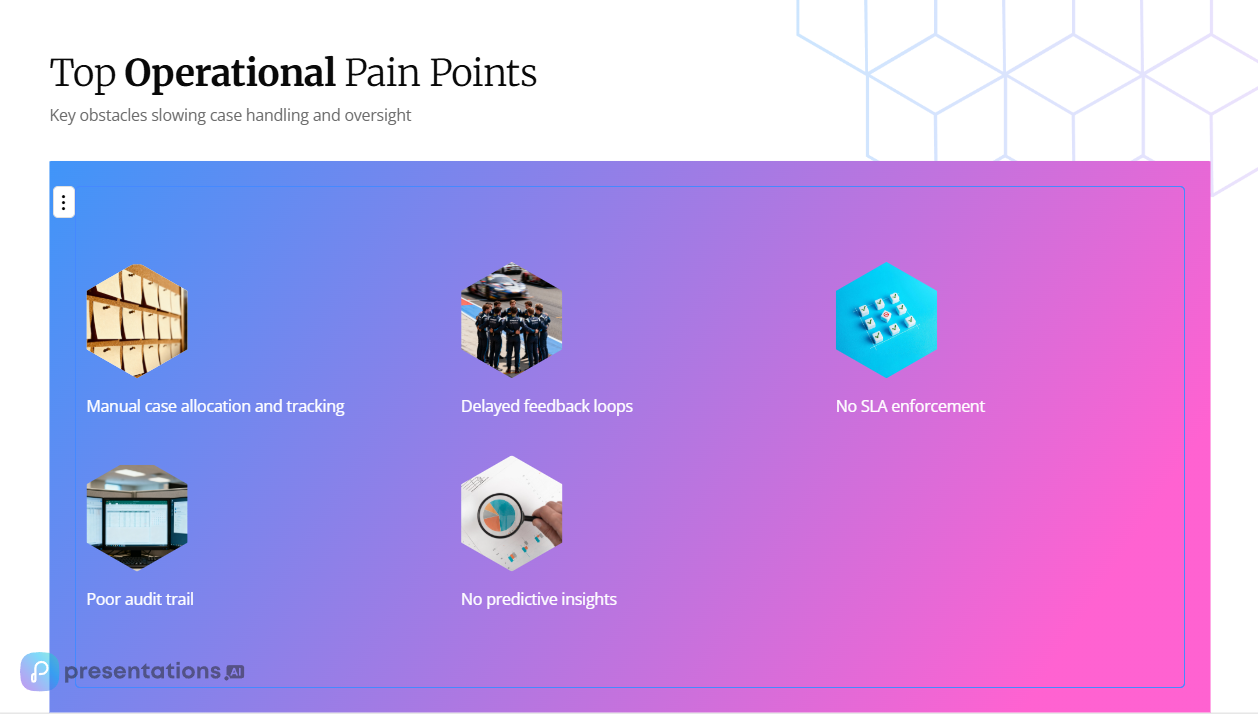 Top Operational Pain Points
Key obstacles slowing case handling and oversight
Manual case allocation and tracking
Delayed feedback loops
No SLA enforcement
Poor audit trail
No predictive insights
presentations.AI